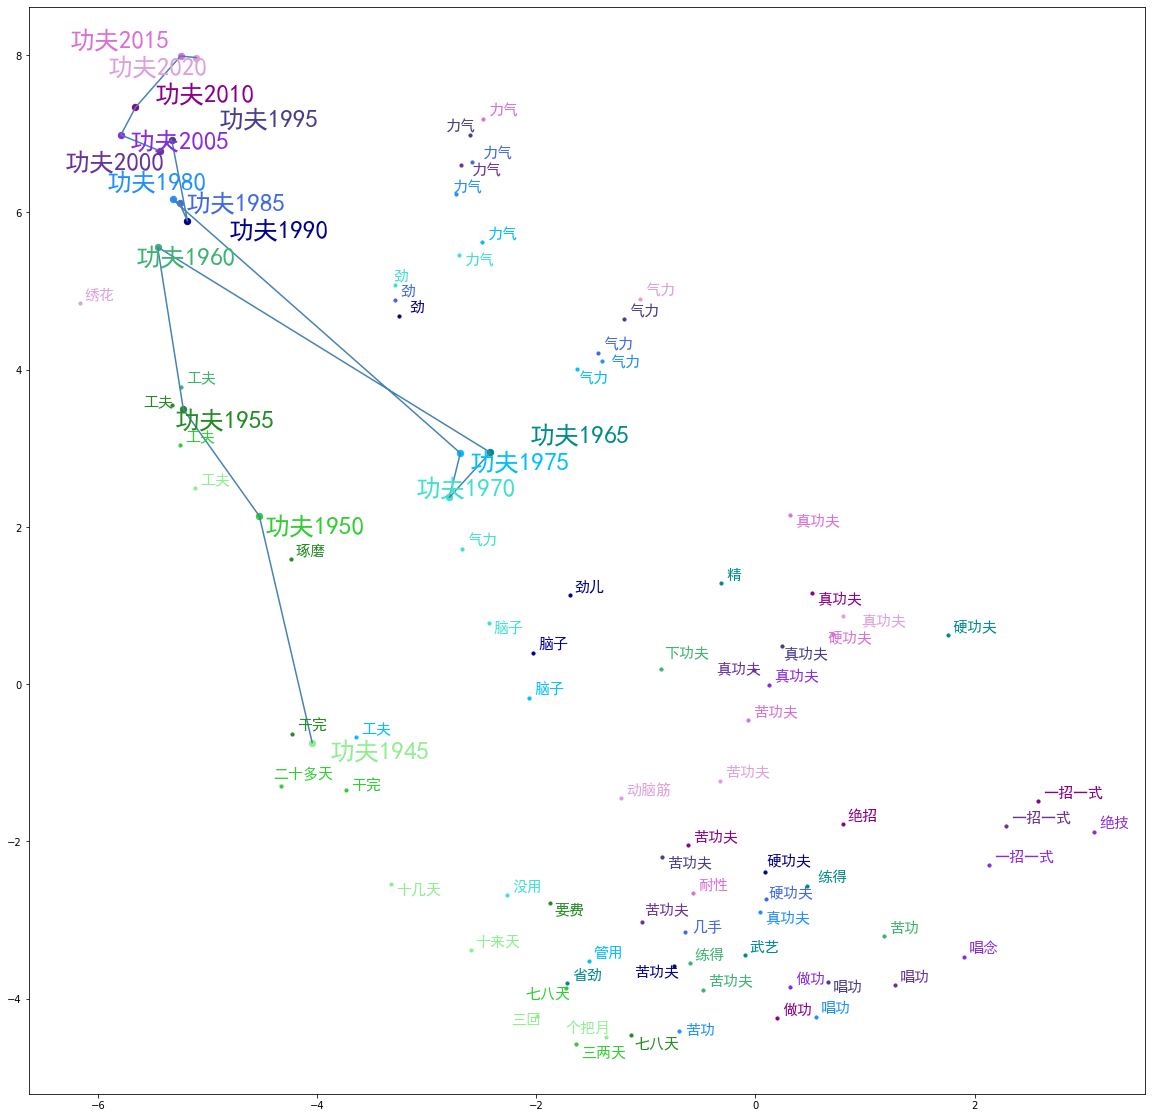 功夫2015
8
功夫2020
功夫2010
力气
功夫1995
力气
功夫2005
力气
功夫2000
力气
功夫1980
力气
功夫1985
6
功夫1990
力气
功夫1960
力气
劲
绣花
劲
气力
劲
气力
4
气力
气力
气力
工夫
工夫
功夫1955
工夫
功夫1965
功夫1975
工夫
功夫1970
真功夫
2
功夫1950
气力
琢磨
精
劲儿
真功夫
真功夫
脑子
硬功夫
硬功夫
脑子
下功夫
真功夫
真功夫
0
脑子
真功夫
苦功夫
干完
工夫
功夫1945
二十多天
干完
苦功夫
动脑筋
一招一式
−2
绝招
一招一式
绝技
苦功夫
苦功夫
硬功夫
一招一式
十几天
没用
耐性
硬功夫
练得
要费
苦功夫
几手
真功夫
苦功
十来天
管用
练得
武艺
唱念
省劲
苦功夫
−4
七八天
苦功夫
做功
唱功
唱功
三回
个把月
苦功
做功
唱功
三两天
七八天
−6
−4
−2
0
2